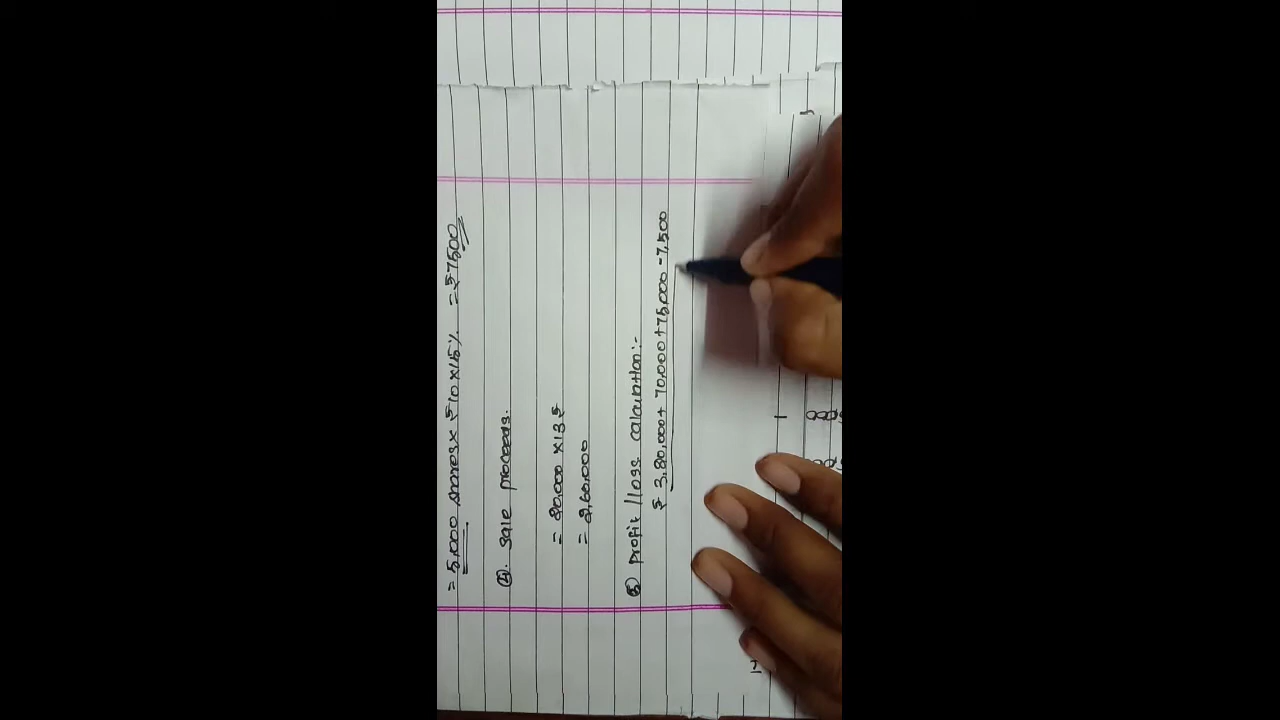 = 5,000 shares x ₹10 x 15% = ₹7500
④. Sale proceeds.
= 20,000 x 13₹
= 2,60,000
⑤ profit / loss calculation:-
₹ 3,80,000 + 70,000 + 75,000 - 7,500